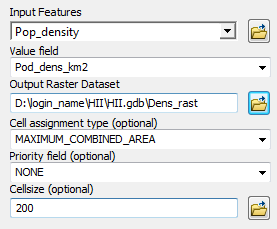 Input Features
Pop_density
Value field
Pod_dens_km2
Output Raster Dataset
D:\login_name\HII\HII.gdb\Dens_rast
Cell assignment type (optional)
MAXIMUM_COMBINED_AREA
Priority field (optional)
NONE
Cellsize (optional)
200